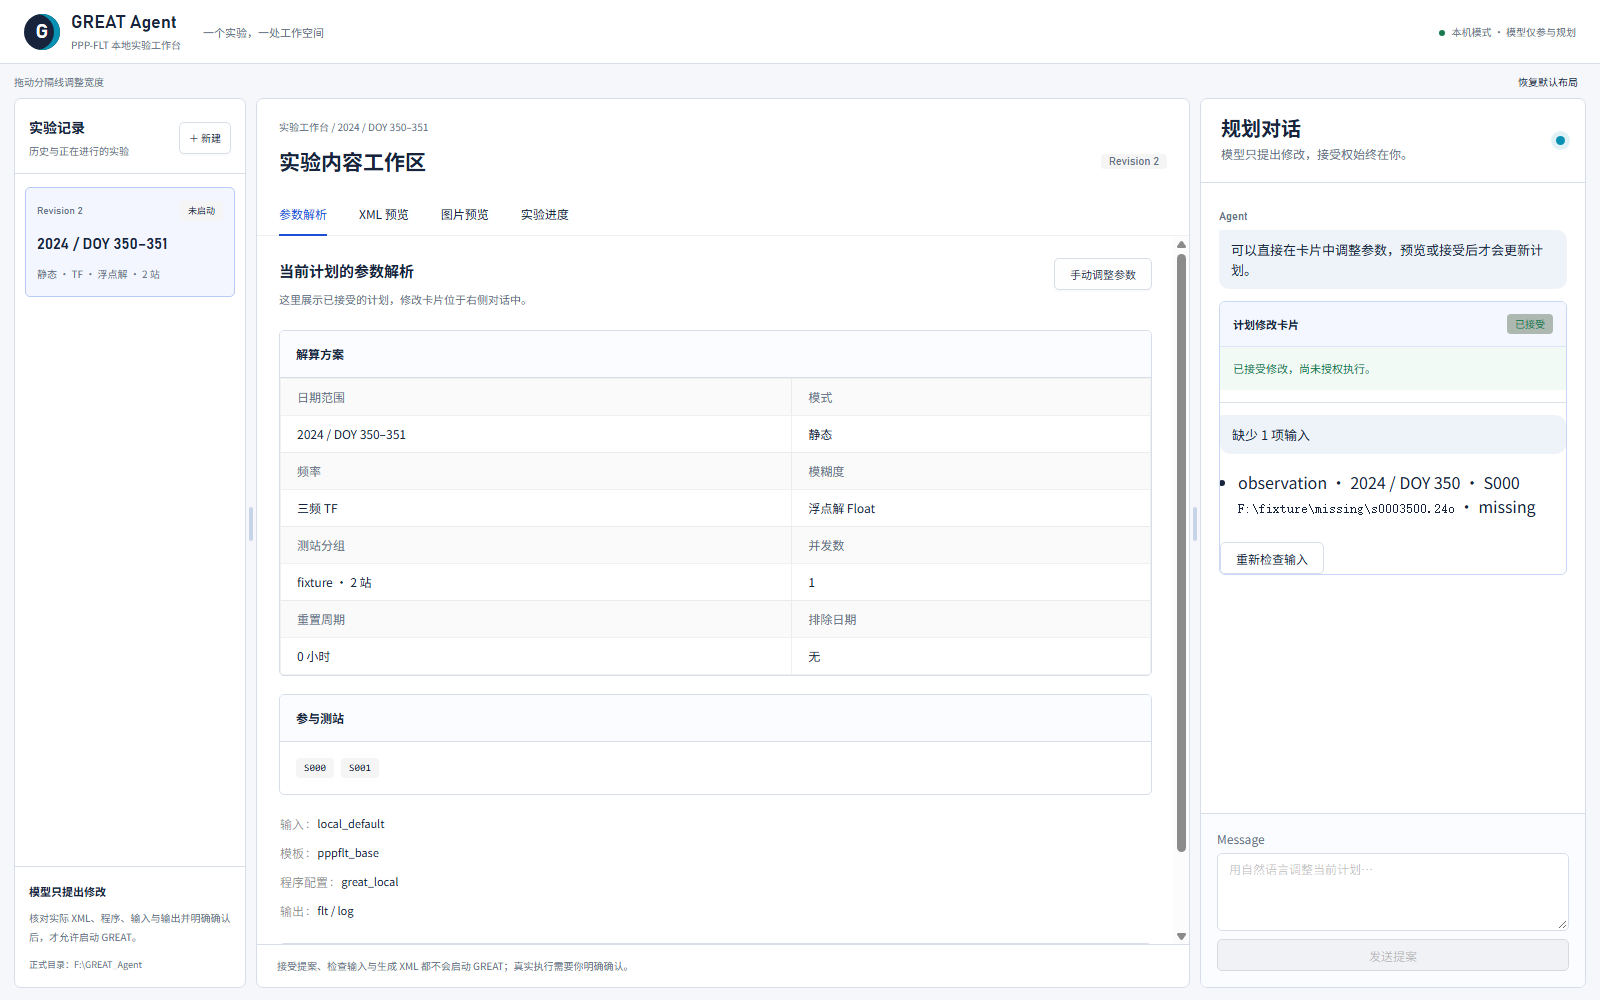 G
GREAT Agent
PPP-FLT 本地实验工作台
一个实验，一处工作空间
本机模式 · 模型仅参与规划
拖动分隔线调整宽度
恢复默认布局
实验记录
历史与正在进行的实验
+ 新建
Revision 2
未启动
2024 / DOY 350–351
静态 · TF · 浮点解 · 2 站
模型只提出修改
核对实际 XML、程序、输入与输出并明确确认
后，才允许启动 GREAT。
正式目录：F:\GREAT_Agent
实验工作台 / 2024 / DOY 350–351
实验内容工作区
Revision 2
参数解析
XML 预览
图片预览
实验进度
当前计划的参数解析
这里展示已接受的计划，修改卡片位于右侧对话中。
手动调整参数
解算方案
日期范围
模式
2024 / DOY 350–351
静态
频率
模糊度
三频 TF
浮点解 Float
测站分组
并发数
fixture · 2 站
1
重置周期
排除日期
0 小时
无
参与测站
S000
S001
输入： local_default
模板： pppflt_base
程序配置： great_local
输出： flt / log
接受提案、检查输入与生成 XML 都不会启动 GREAT；真实执行需要你明确确认。
规划对话
模型只提出修改，接受权始终在你。
Agent
可以直接在卡片中调整参数，预览或接受后才会更新计
划。
计划修改卡片
已接受
已接受修改，尚未授权执行。
缺少 1 项输入
observation · 2024 / DOY 350 · S000
F:\fixture\missing\s0003500.24o · missing
重新检查输入
Message
用自然语言调整当前计划…
发送提案